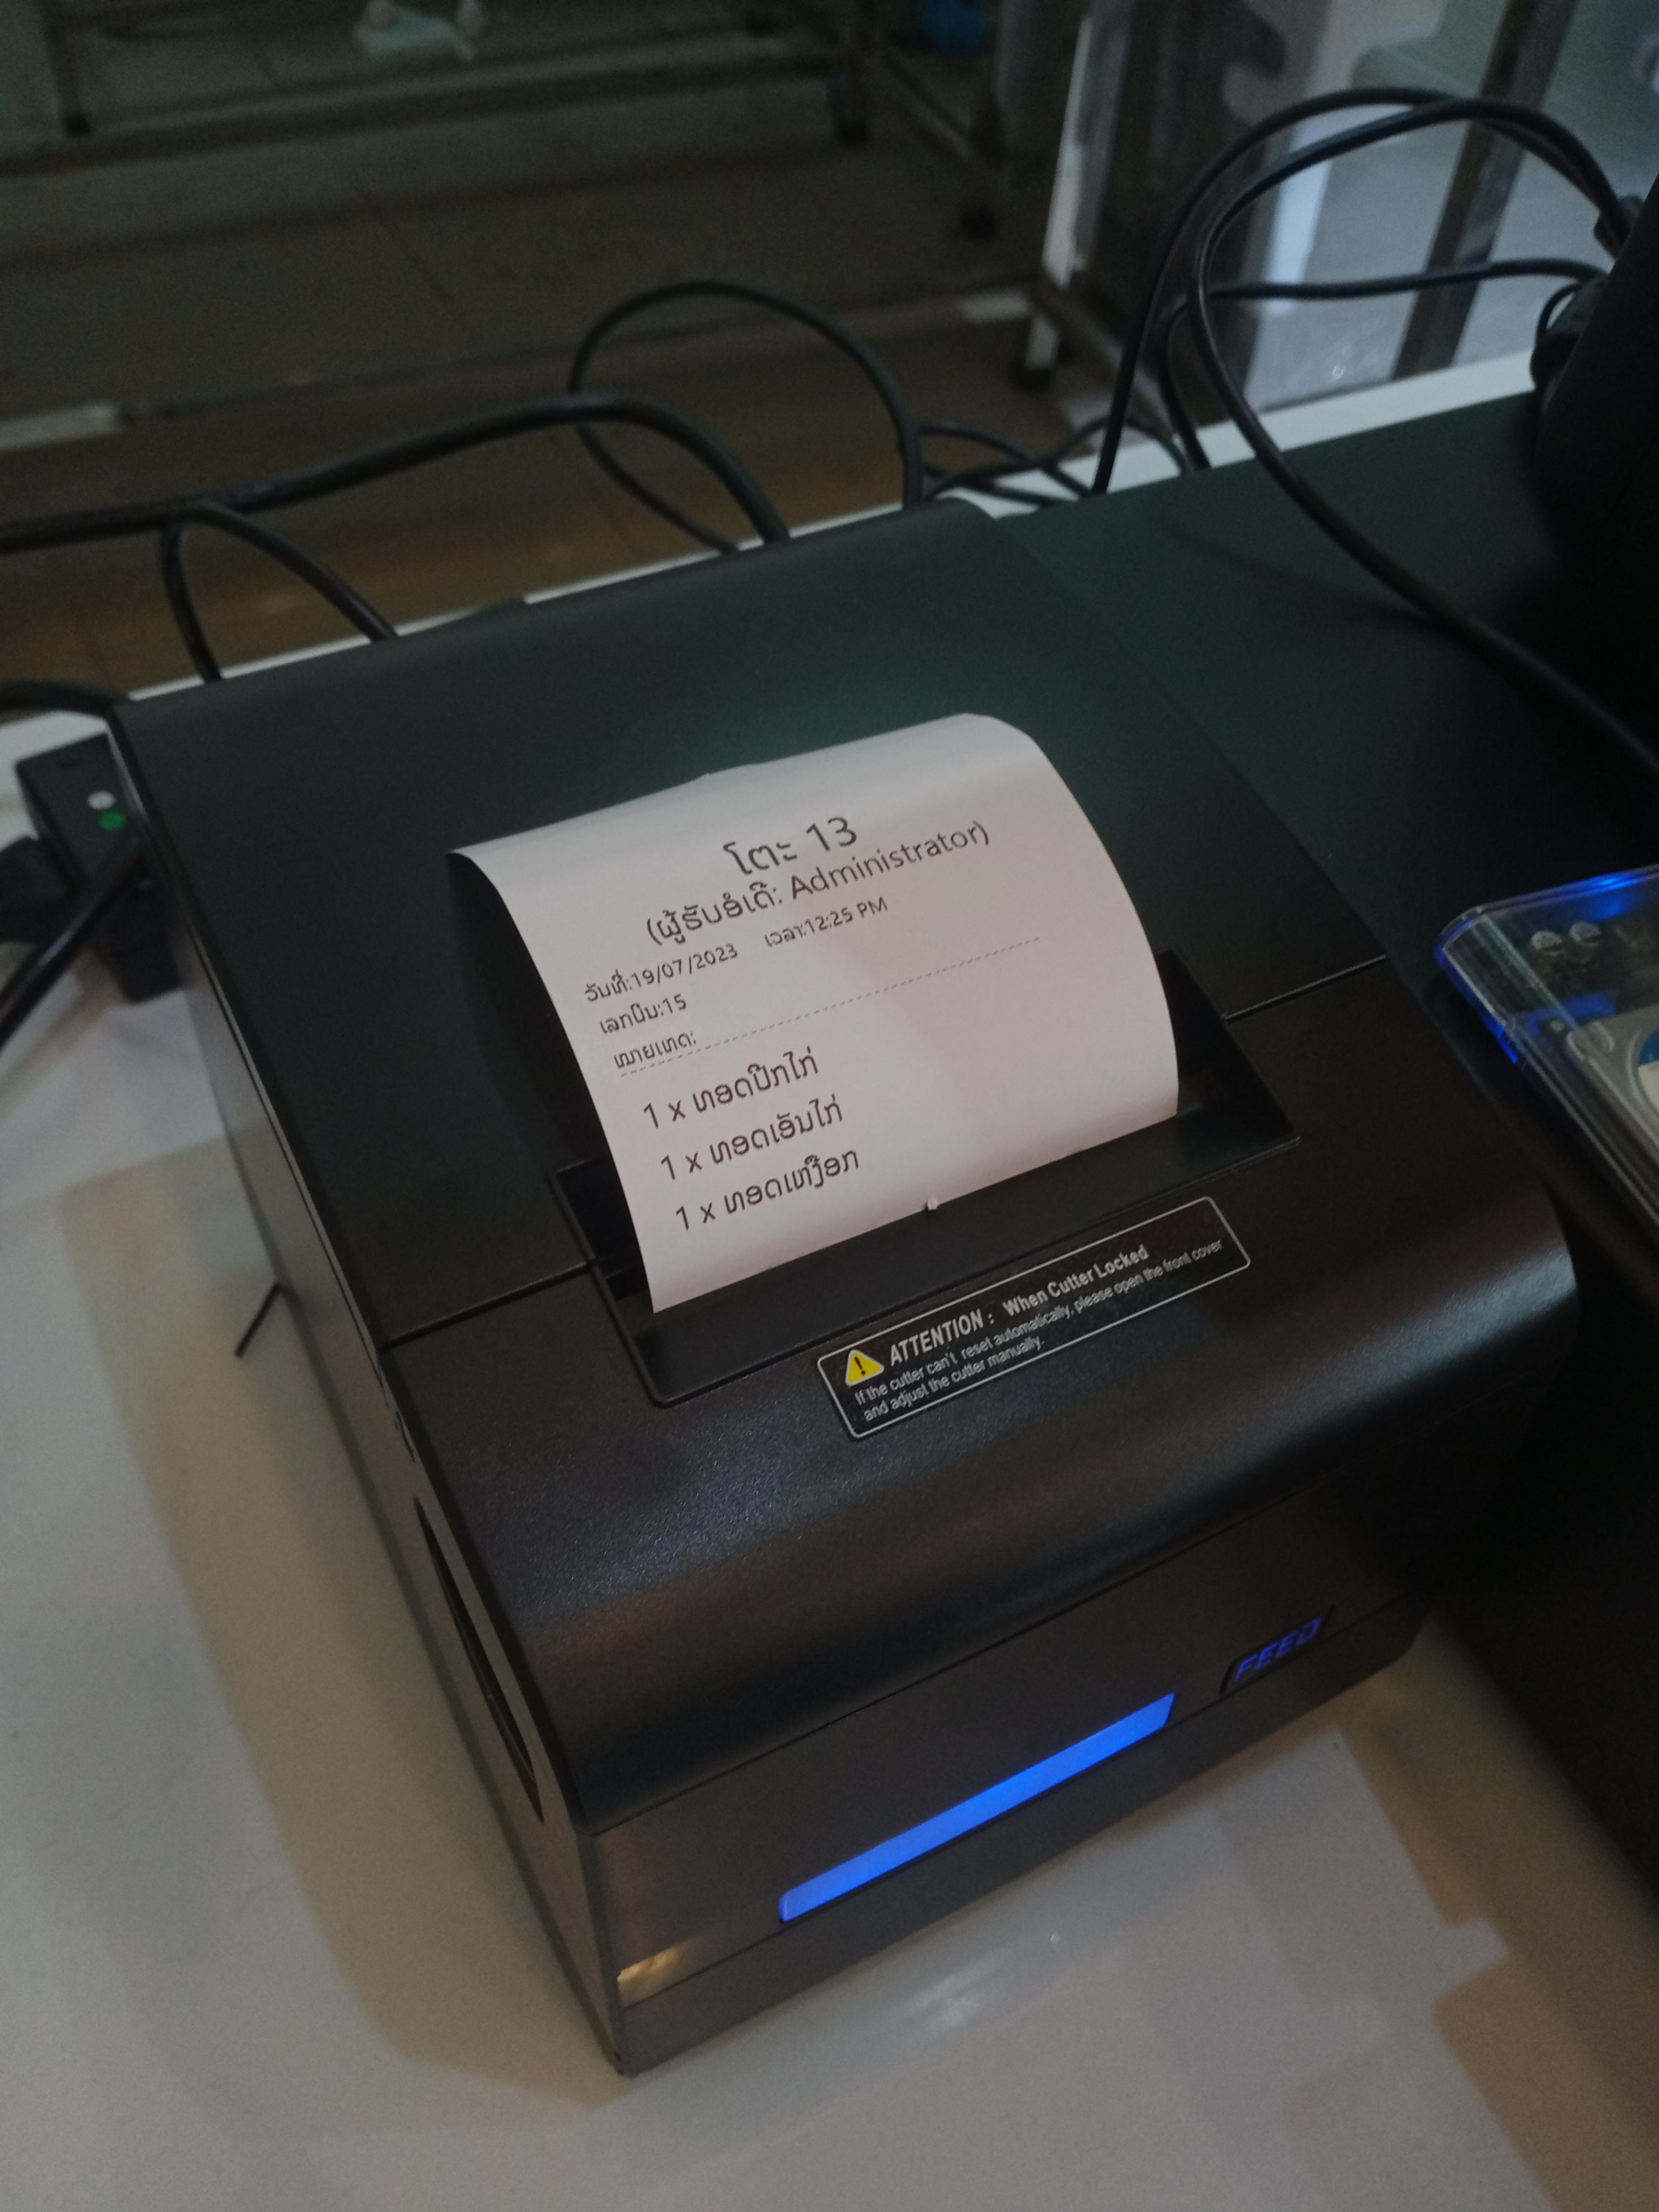 ໂຕະ 13
(ຜູ້ຮັບອໍເດີ້: Administrator)
ວັນທີ່:19/07/2023 ເວລາ:12:25 PM
ເລກບິນ:15
ໝາຍເຫດ:
1 x ທອດປີກໄກ່
1 x ທອດເອັນໄກ່
1 x ທອດເຫງືອກ
ATTENTION : When Cutter Locked
If the cutter can't reset automatically, please open the front cover
and adjust the cutter manually.
FEED